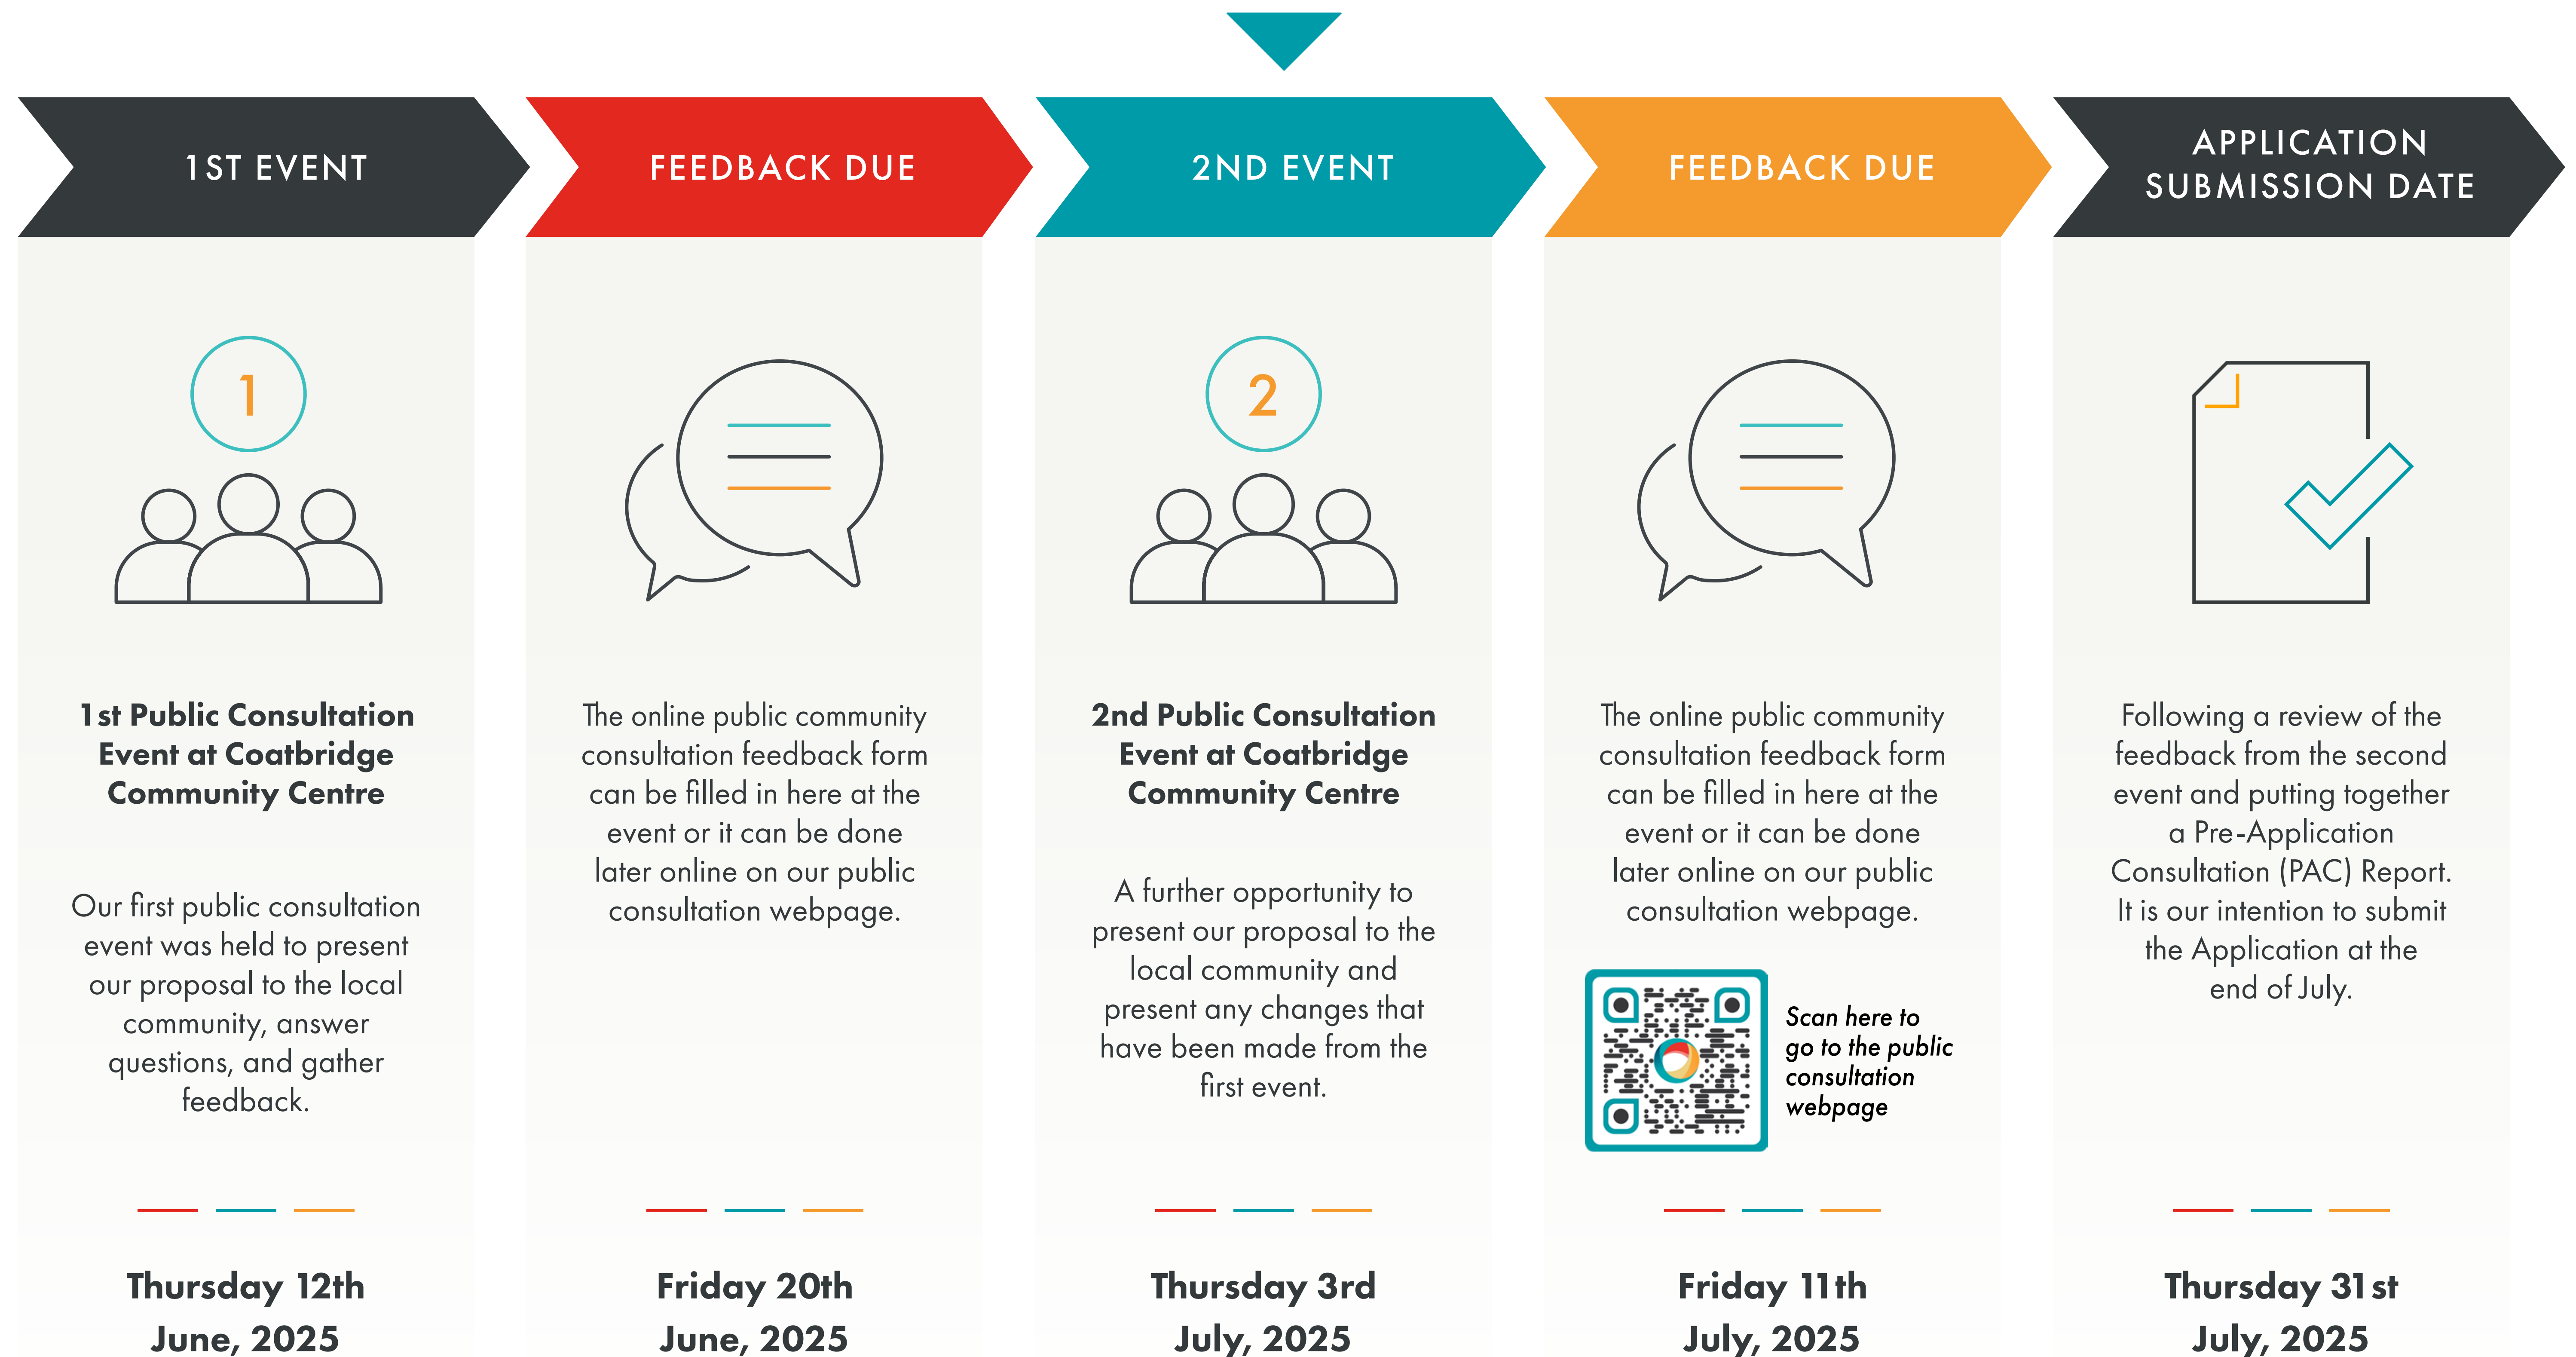 1ST EVENT
1
1st Public Consultation
Event at Coatbridge
Community Centre
Our first public consultation
event was held to present
our proposal to the local
community, answer
questions, and gather
feedback.
Thursday 12th
June, 2025
FEEDBACK DUE
The online public community
consultation feedback form
can be filled in here at the
event or it can be done
later online on our public
consultation webpage.
Friday 20th
June, 2025
2ND EVENT
2
2nd Public Consultation
Event at Coatbridge
Community Centre
A further opportunity to
present our proposal to the
local community and
present any changes that
have been made from the
first event.
Thursday 3rd
July, 2025
FEEDBACK DUE
The online public community
consultation feedback form
can be filled in here at the
event or it can be done
later online on our public
consultation webpage.
Scan here to
go to the public
consultation
webpage
Friday 11th
July, 2025
APPLICATION
SUBMISSION DATE
Following a review of the
feedback from the second
event and putting together
a Pre-Application
Consultation (PAC) Report.
It is our intention to submit
the Application at the
end of July.
Thursday 31st
July, 2025